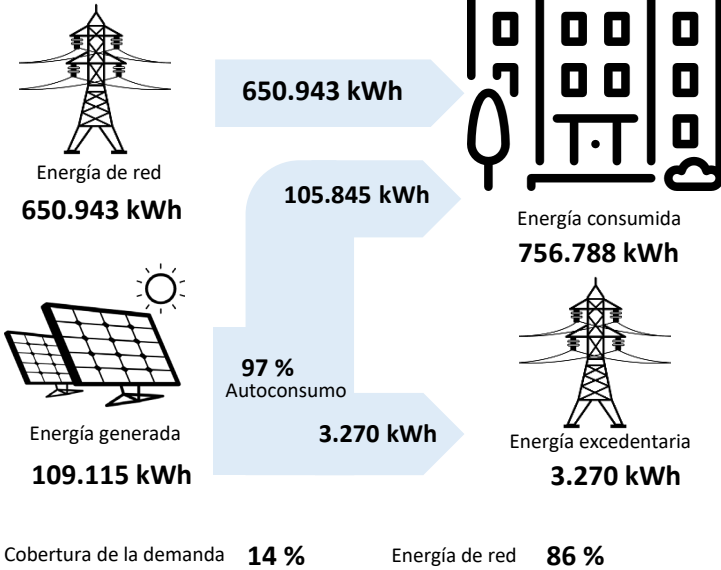 650.943 kWh
Energía de red
650.943 kWh
105.845 kWh
Energía consumida
756.788 kWh
97 %
Autoconsumo
Energía generada
109.115 kWh
3.270 kWh
Energía excedentaria
3.270 kWh
Cobertura de la demanda 14 % Energía de red 86 %